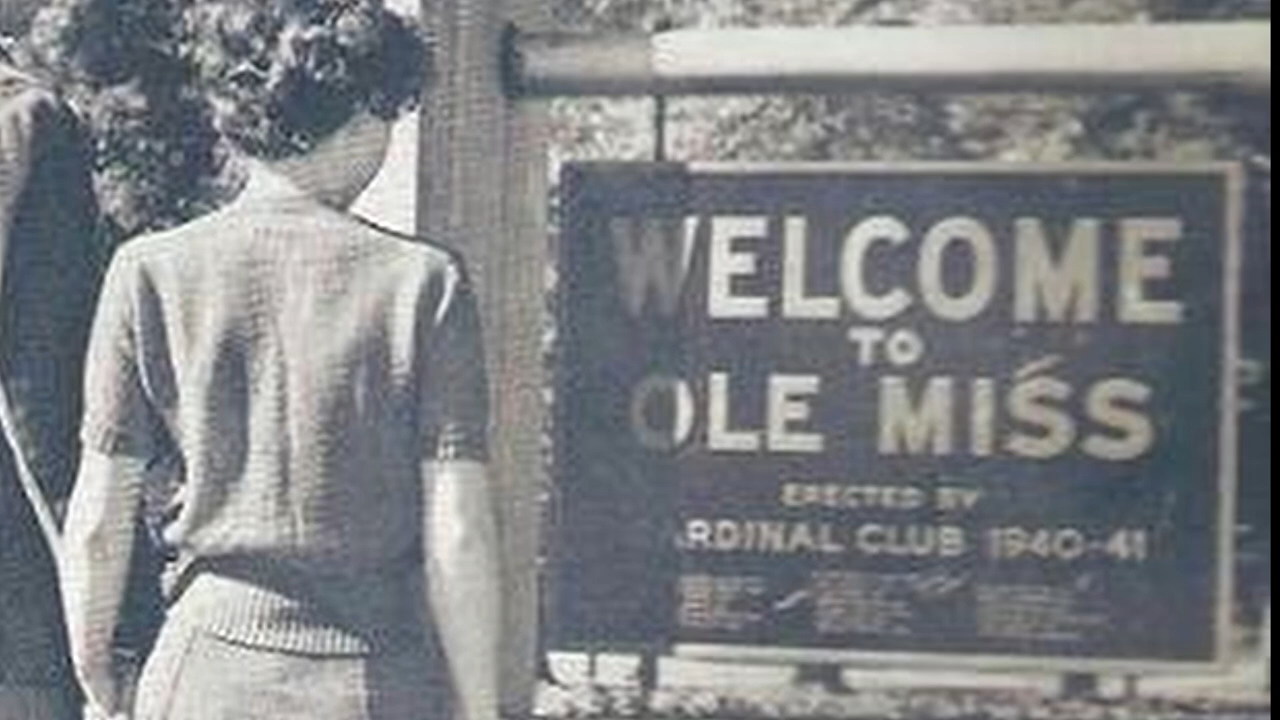 WELCOME
TO
OLE MISS
ERECTED BY
RDINAL CLUB 1940-41